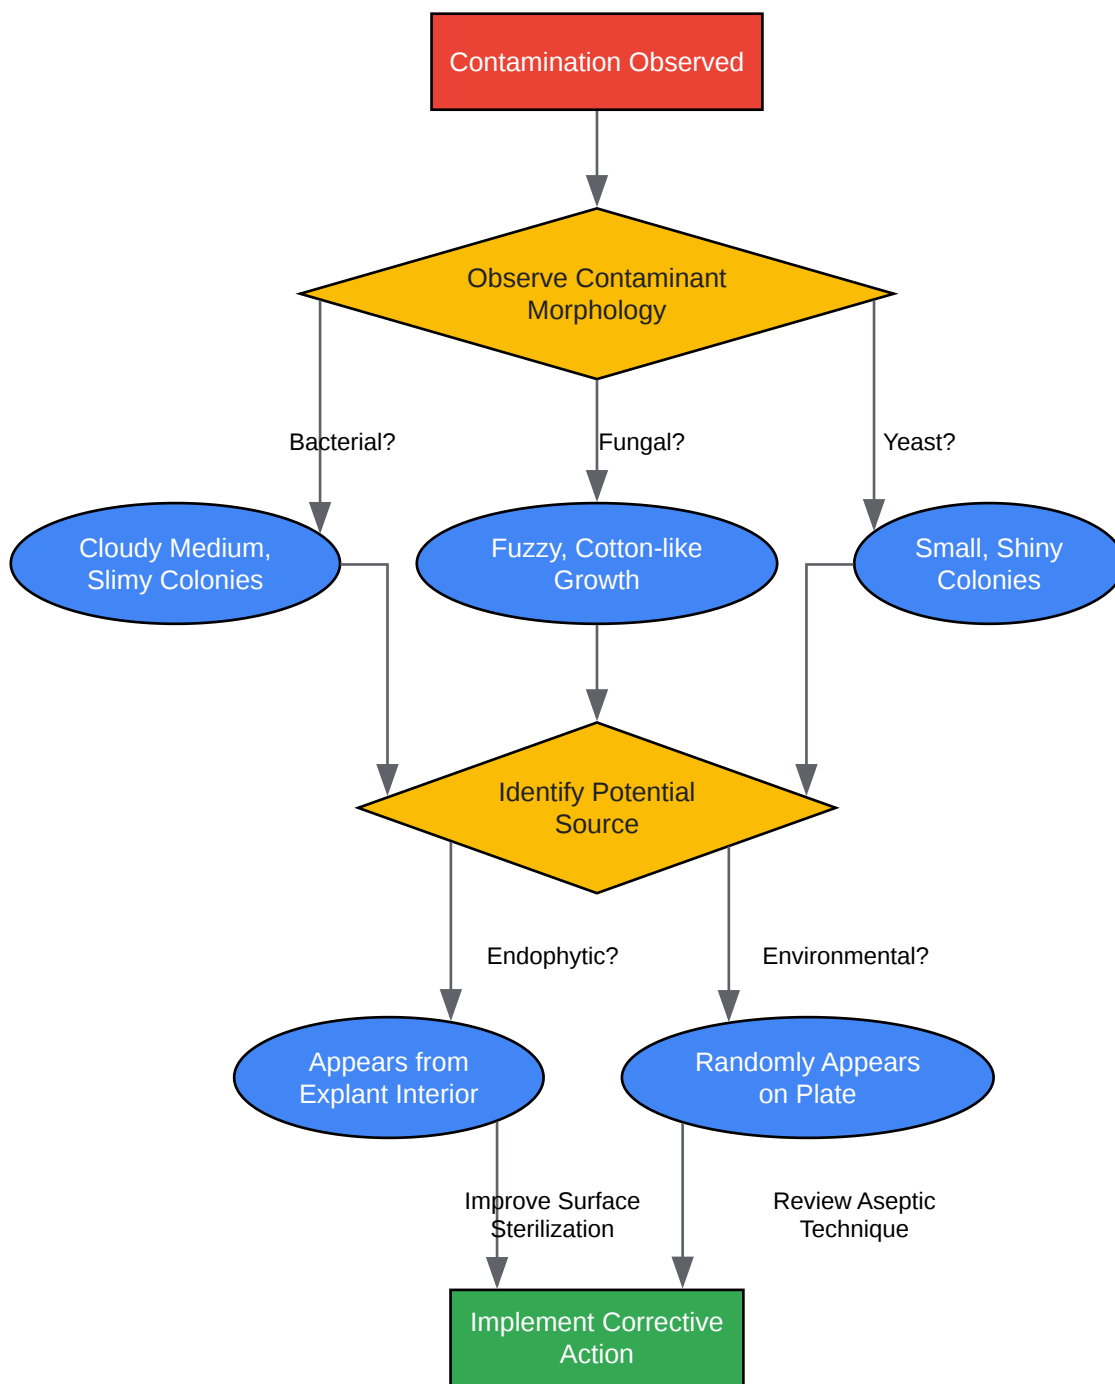 Contamination Observed
Observe Contaminant
Morphology
Bacterial?
Fungal?
Yeast?
Cloudy Medium,
Slimy Colonies
Fuzzy, Cotton-like
Growth
Small, Shiny
Colonies
Identify Potential
Source
Endophytic?
Environmental?
Appears from
Explant Interior
Randomly Appears
on Plate
Improve Surface
Sterilization
Review Aseptic
Technique
Implement Corrective
Action